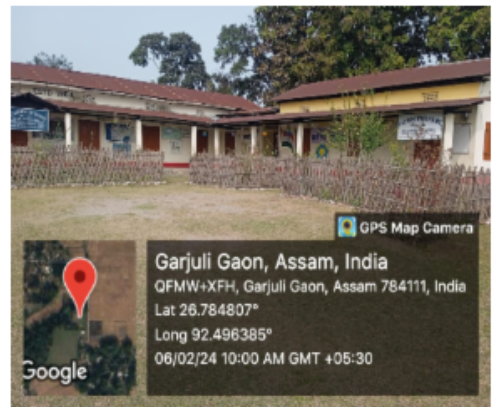 GPS Map Camera
Garjuli Gaon, Assam, India
QFMW+XFH, Garjuli Gaon, Assam 784111, India
Lat 26.784807°
Long 92.496385°
06/02/24 10:00 AM GMT +05:30
Google